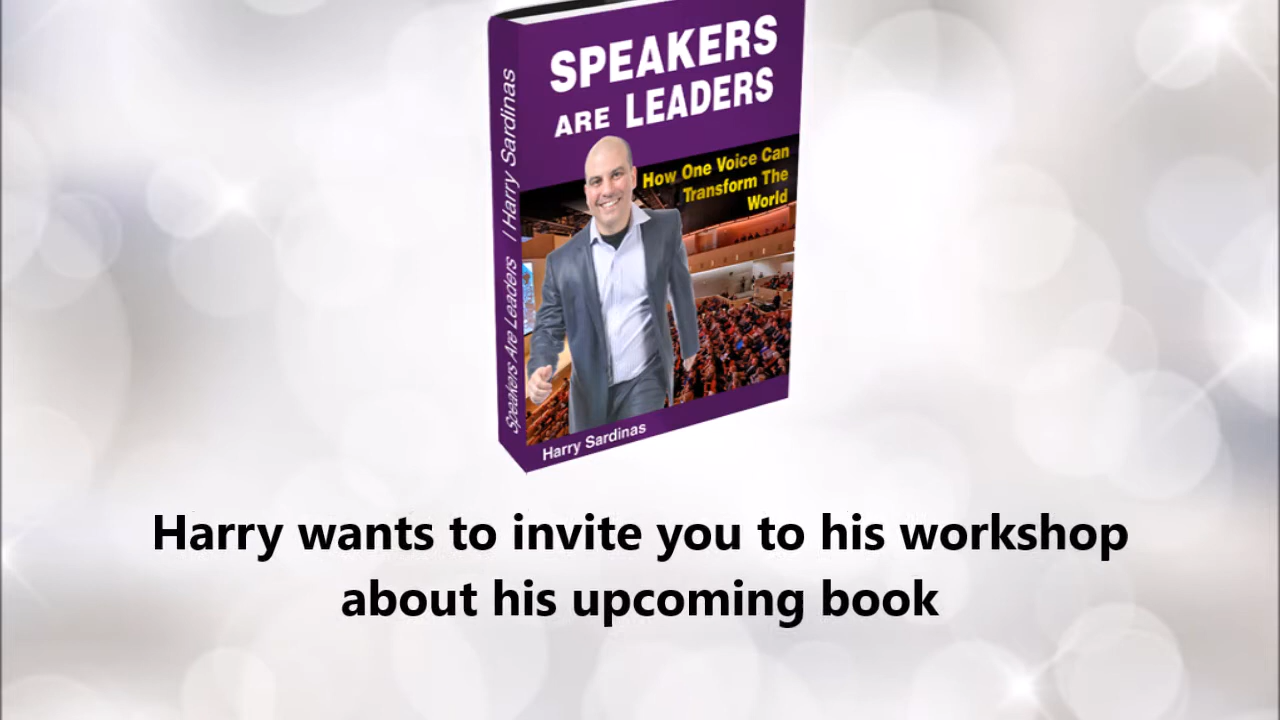 SPEAKERS
ARE LEADERS
How One Voice Can
Transform The
World
Speakers Are Leaders / Harry Sardinas
Harry Sardinas
Harry wants to invite you to his workshop
about his upcoming book